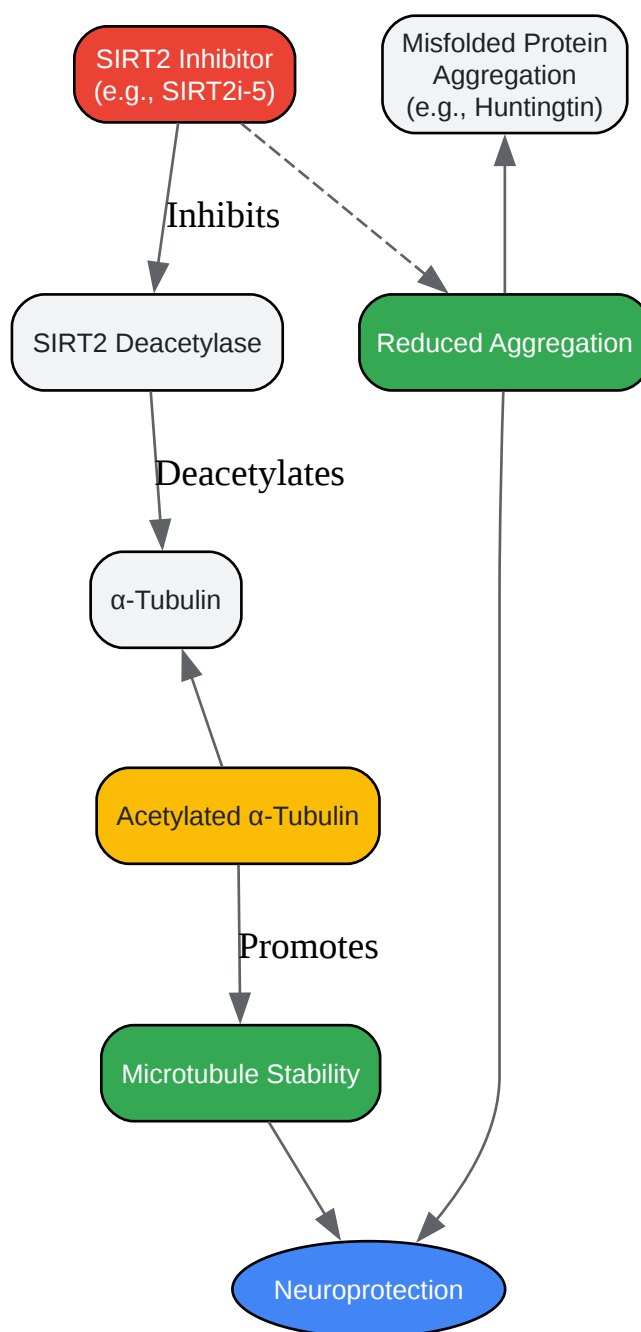 SIRT2 Inhibitor
(e.g., SIRT2i-5)
Misfolded Protein
Aggregation
(e.g., Huntingtin)
Inhibits
SIRT2 Deacetylase
Reduced Aggregation
Deacetylates
α-Tubulin
Acetylated α-Tubulin
Promotes
Microtubule Stability
Neuroprotection